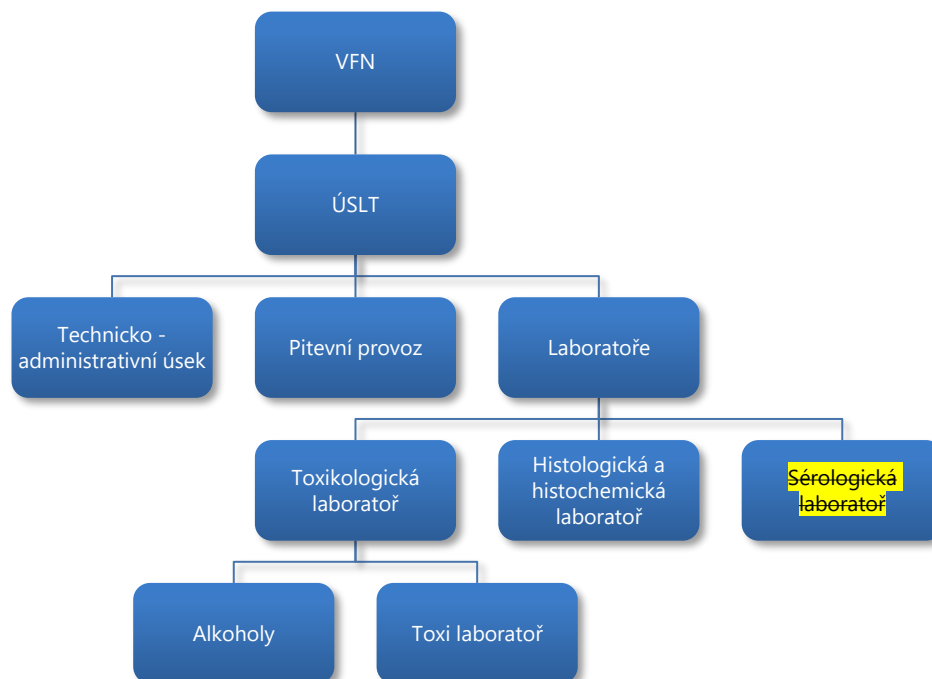 VFN
ÚSLT
Technicko -
administrativní úsek
Pitevní provoz
Laboratoře
Toxikologická
laboratoř
Histologická a
histochemická
laboratoř
Sérologická
laboratoř
Alkoholy
Toxi laboratoř